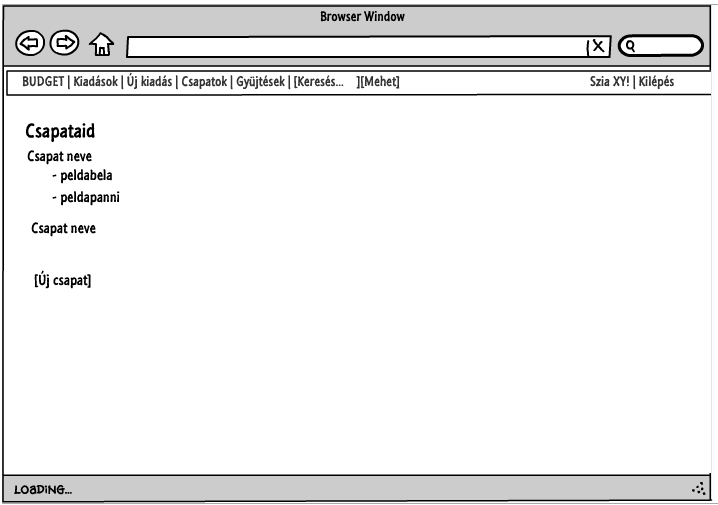 Browser Window
BUDGET | Kiadások | Új kiadás | Csapatok | Gyüjtések | [Keresés... ][Mehet] Szia XY! | Kilépés
Csapataid
Csapat neve
- peldabela
- peldapanni
Csapat neve
[Új csapat]
LOADING...